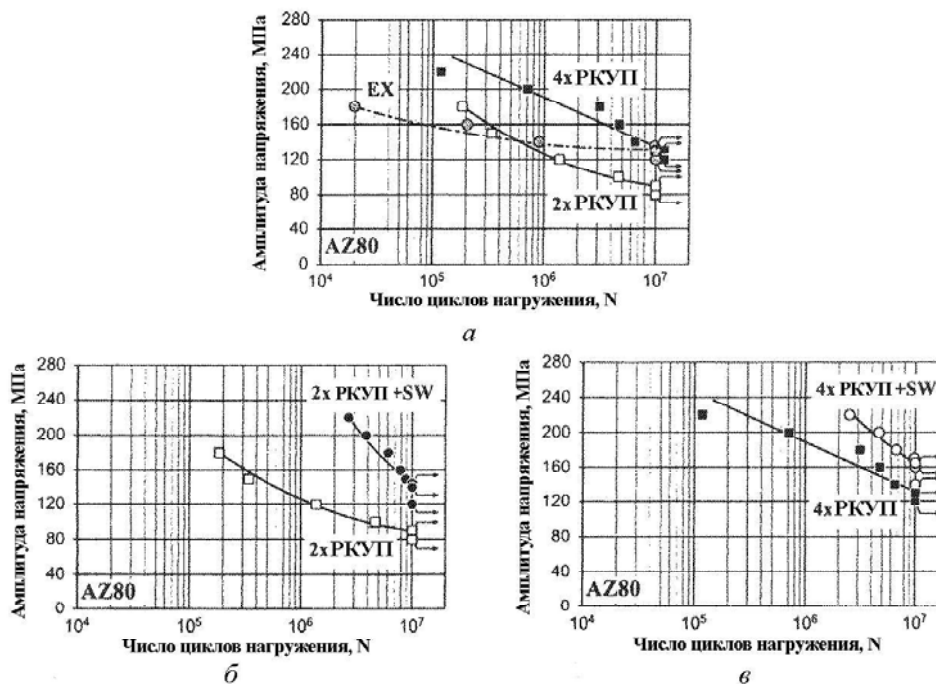 Амплитуда напряжения, МПа
280
240
200
160
120
80
40
0
EX
4x РКУП
2x РКУП
AZ80
10⁴
10⁵
10⁶
10⁷
Число циклов нагружения, N
а
Амплитуда напряжения, МПа
280
240
200
160
120
80
40
0
2x РКУП +SW
2x РКУП
AZ80
10⁴
10⁵
10⁶
10⁷
Число циклов нагружения, N
б
Амплитуда напряжения, МПа
280
240
200
160
120
80
40
0
4x РКУП +SW
4x РКУП
AZ80
10⁴
10⁵
10⁶
10⁷
Число циклов нагружения, N
в